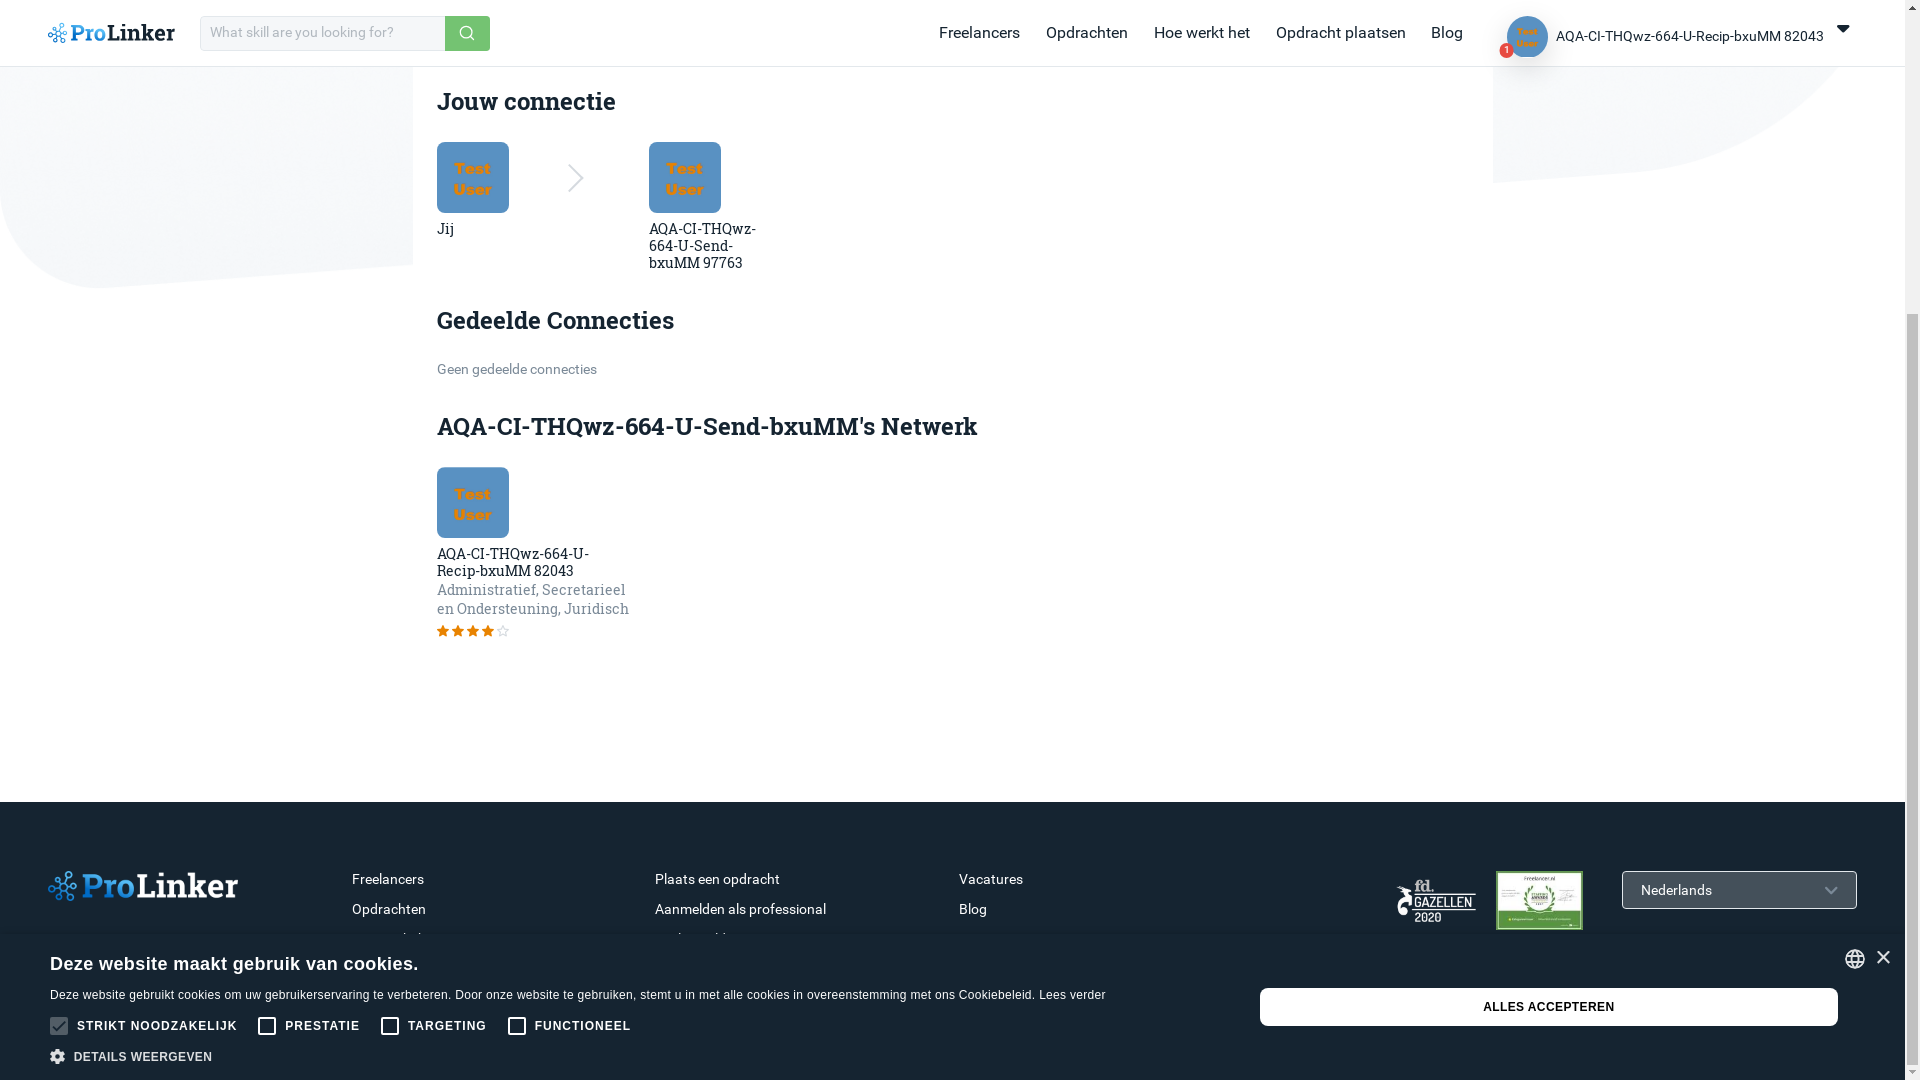 ProLinker
What skill are you looking for?
Freelancers
Opdrachten
Hoe werkt het
Opdracht plaatsen
Blog
Test
User
1
AQA-CI-THQwz-664-U-Recip-bxuMM 82043
Jouw connectie
Test
User
Test
User
Jij
AQA-CI-THQwz-
664-U-Send-
bxuMM 97763
Gedeelde Connecties
Geen gedeelde connecties
AQA-CI-THQwz-664-U-Send-bxuMM's Netwerk
Test
User
AQA-CI-THQwz-664-U-
Recip-bxuMM 82043
Administratief, Secretarieel
en Ondersteuning, Juridisch
ProLinker
Freelancers
Opdrachten
Plaats een opdracht
Aanmelden als professional
Vacatures
Blog
fd.
GAZELLEN
2020
Freelancer.nl
Nederlands
Deze website maakt gebruik van cookies.
Deze website gebruikt cookies om uw gebruikerservaring te verbeteren. Door onze website te gebruiken, stemt u in met alle cookies in overeenstemming met ons Cookiebeleid. Lees verder
STRIKT NOODZAKELIJK
PRESTATIE
TARGETING
FUNCTIONEEL
DETAILS WEERGEVEN
ALLES ACCEPTEREN